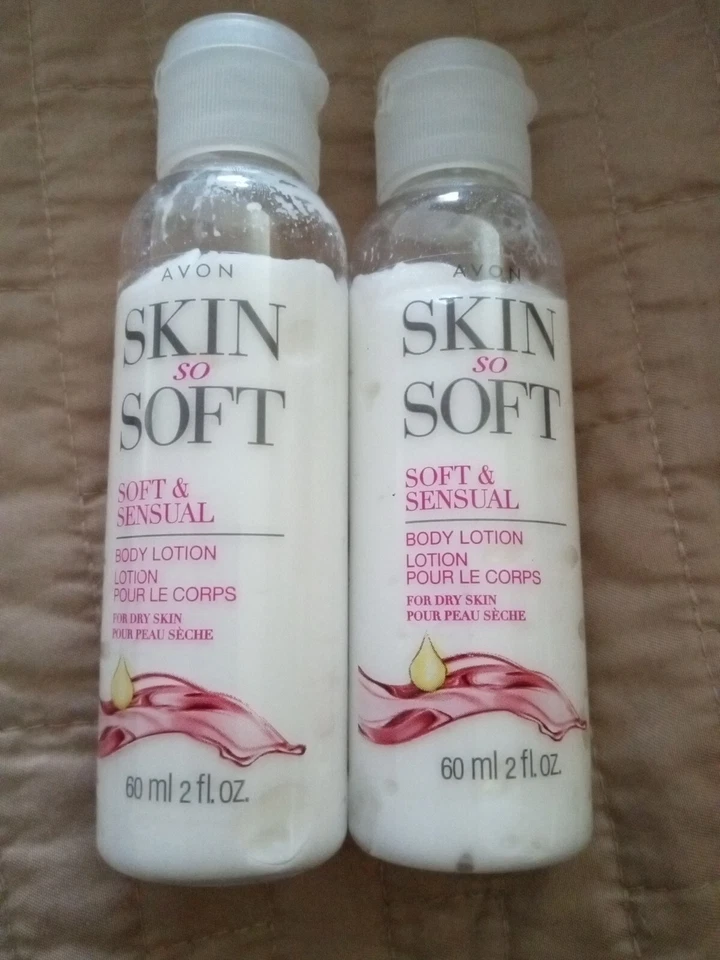 AVON
SKIN
so
SOFT
SOFT &
SENSUAL
BODY LOTION
LOTION
POUR LE CORPS
FOR DRY SKIN
POUR PEAU SÈCHE
60 ml 2 fl. oz.
AVON
SKIN
so
SOFT
SOFT &
SENSUAL
BODY LOTION
LOTION
POUR LE CORPS
FOR DRY SKIN
POUR PEAU SÈCHE
60 ml 2 fl. oz.